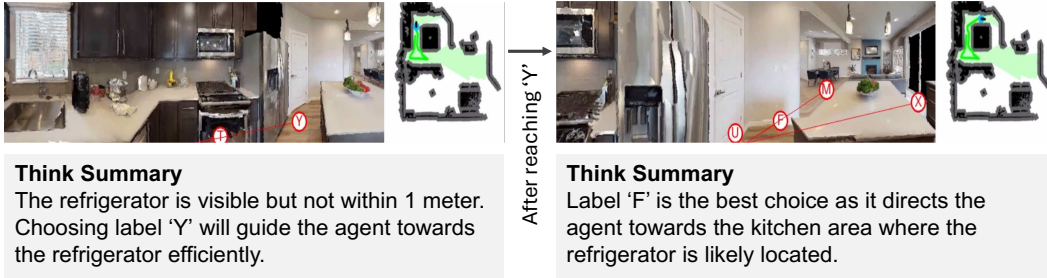 Y
After reaching 'Y'
M
F
U
X
Think Summary
The refrigerator is visible but not within 1 meter.
Choosing label 'Y' will guide the agent towards
the refrigerator efficiently.
Think Summary
Label 'F' is the best choice as it directs the
agent towards the kitchen area where the
refrigerator is likely located.